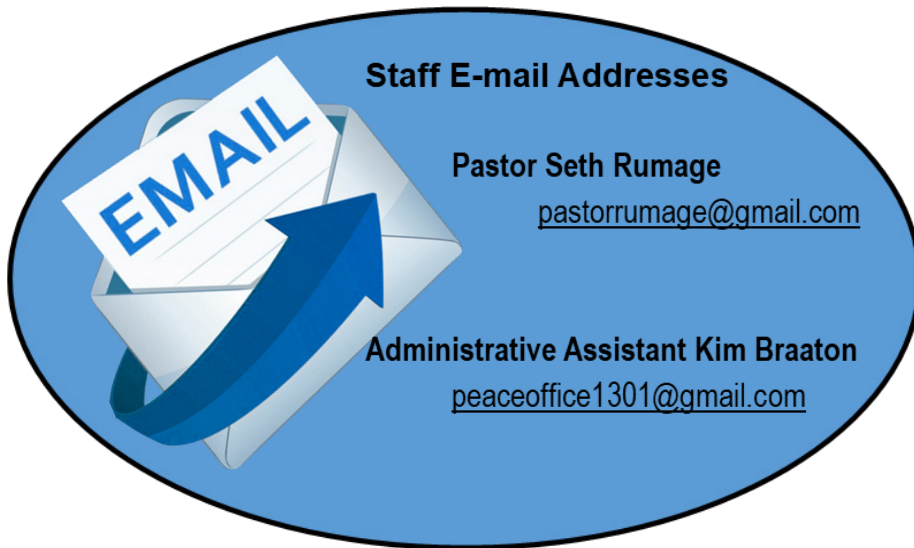 EMAIL
Staff E-mail Addresses
Pastor Seth Rumage
pastorrumage@gmail.com
Administrative Assistant Kim Braaton
peaceoffice1301@gmail.com